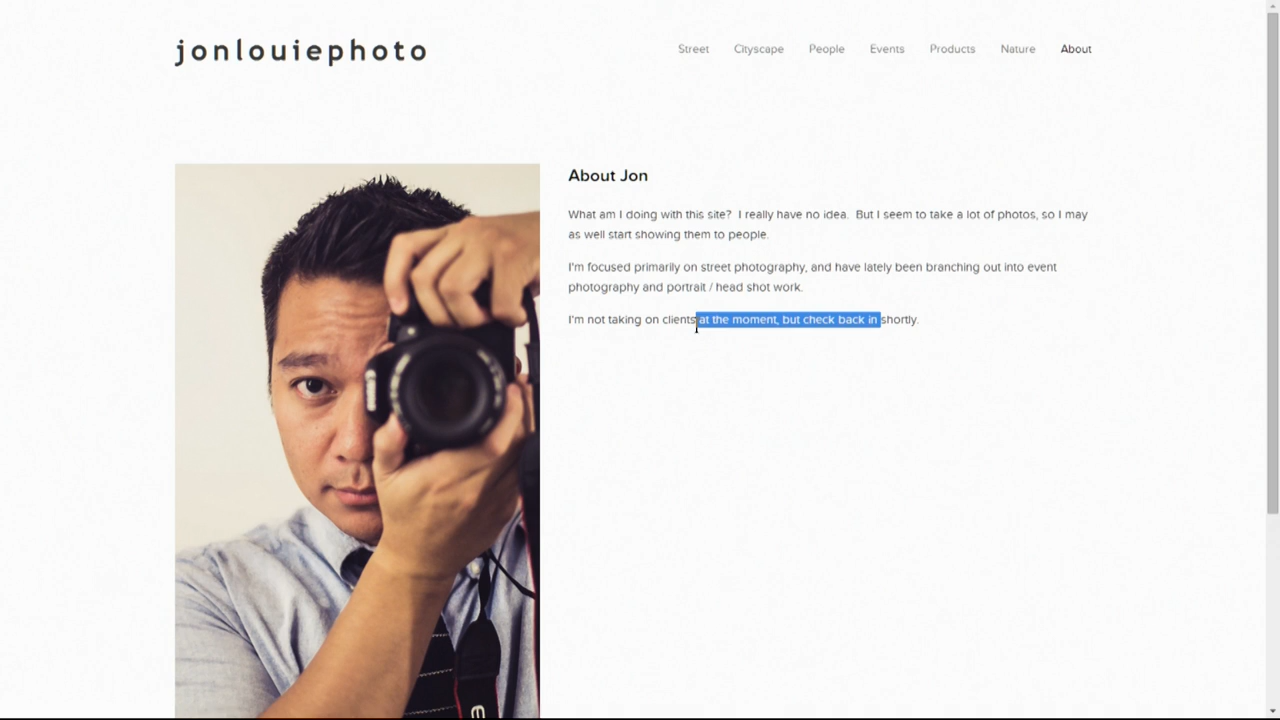 jonlouiephoto
Street Cityscape People Events Products Nature About
About Jon
What am I doing with this site? I really have no idea. But I seem to take a lot of photos, so I may
as well start showing them to people.
I'm focused primarily on street photography, and have lately been branching out into event
photography and portrait / head shot work.
I'm not taking on clients at the moment, but check back in shortly.